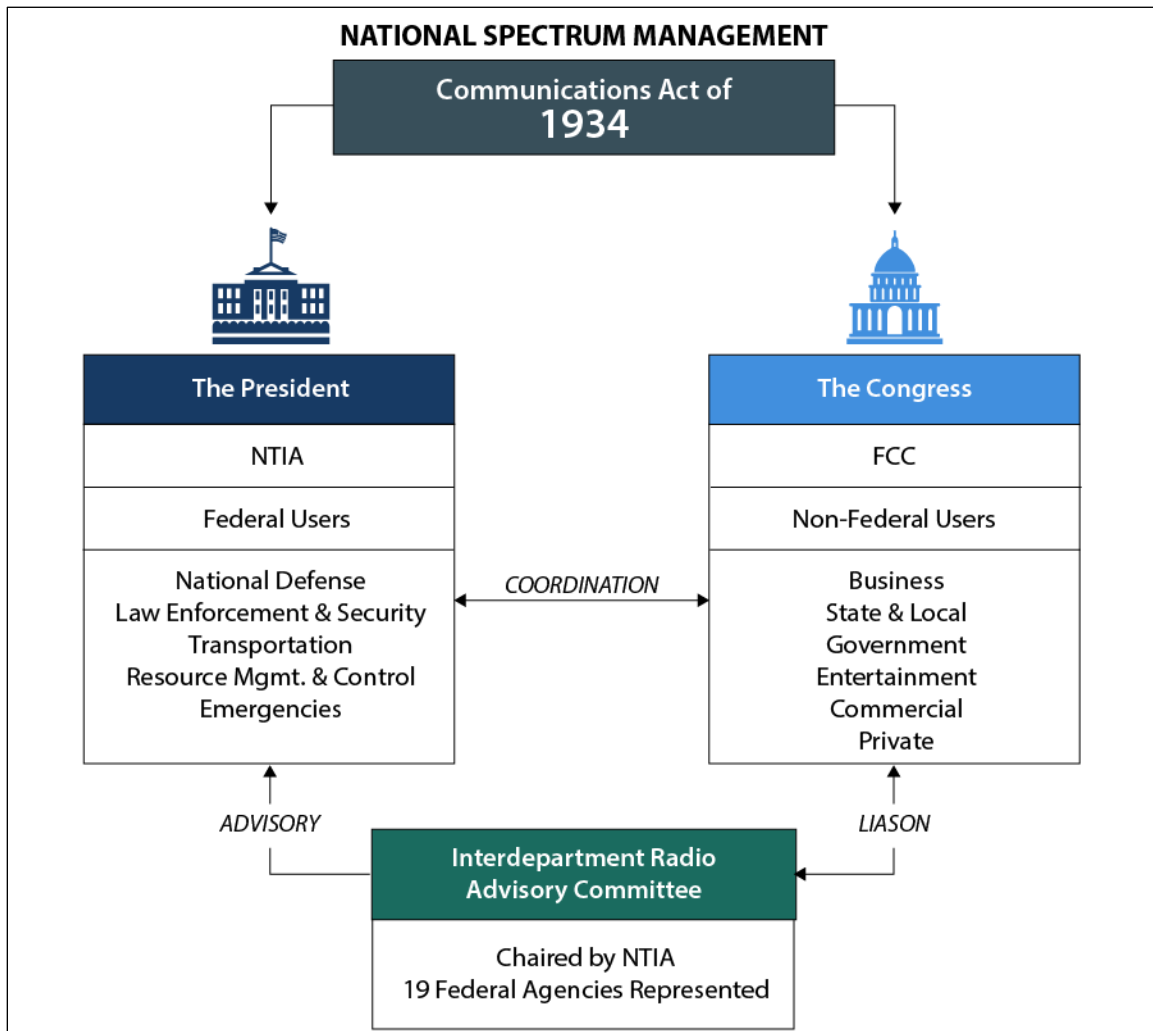 NATIONAL SPECTRUM MANAGEMENT
Communications Act of
1934
The President
NTIA
Federal Users
National Defense
Law Enforcement & Security
Transportation
Resource Mgmt. & Control
Emergencies
COORDINATION
The Congress
FCC
Non-Federal Users
Business
State & Local
Government
Entertainment
Commercial
Private
ADVISORY
LIASON
Interdepartment Radio
Advisory Committee
Chaired by NTIA
19 Federal Agencies Represented